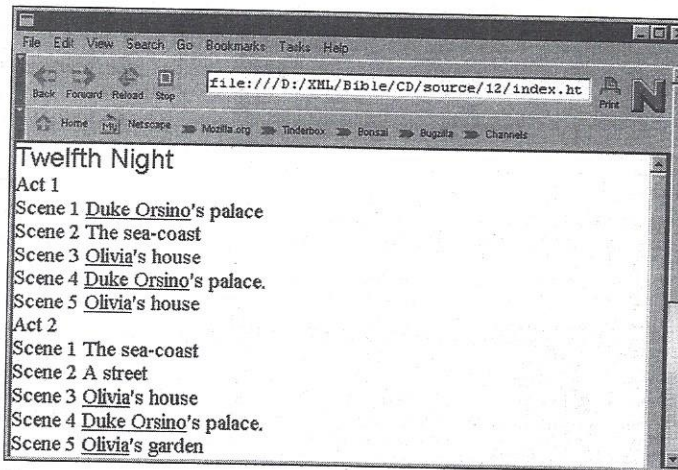 File Edit View Search Go Bookmarks Tasks Help
Back Forward Reload Stop file:///D:/XML/Bible/CD/source/12/index.ht Print N
Home My Netscape Mozilla.org Tinderbox Bonsai Bugzilla Channels
Twelfth Night
Act 1
Scene 1 Duke Orsino's palace
Scene 2 The sea-coast
Scene 3 Olivia's house
Scene 4 Duke Orsino's palace.
Scene 5 Olivia's house
Act 2
Scene 1 The sea-coast
Scene 2 A street
Scene 3 Olivia's house
Scene 4 Duke Orsino's palace.
Scene 5 Olivia's garden